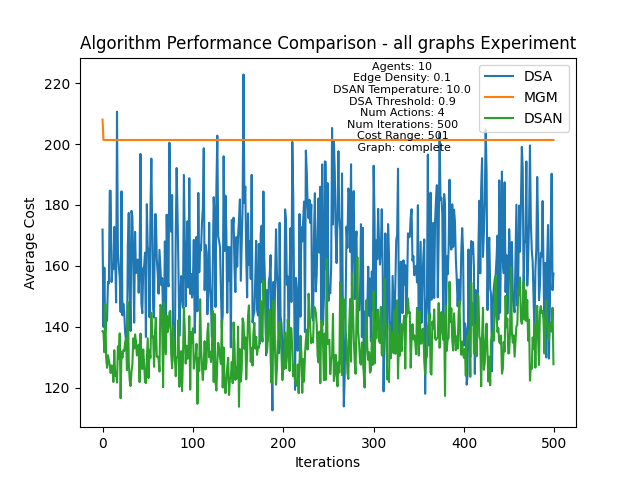 Algorithm Performance Comparison - all graphs Experiment
Agents: 10
Edge Density: 0.1
DSAN Temperature: 10.0
DSA Threshold: 0.9
Num Actions: 4
Num Iterations: 500
Cost Range: 501
Graph: complete
DSA
MGM
DSAN
Average Cost
220
200
180
160
140
120
0
100
200
300
400
500
Iterations